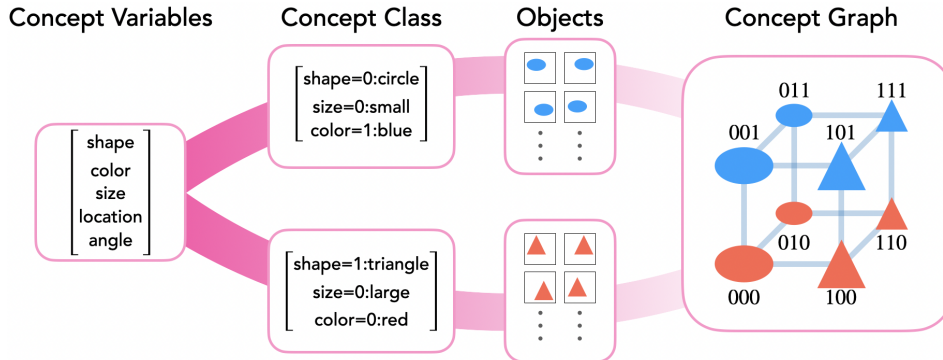 Concept Variables
Concept Class
Objects
Concept Graph
shape
color
size
location
angle
shape=0:circle
size=0:small
color=1:blue
shape=1:triangle
size=0:large
color=0:red
011
111
001
101
010
110
000
100